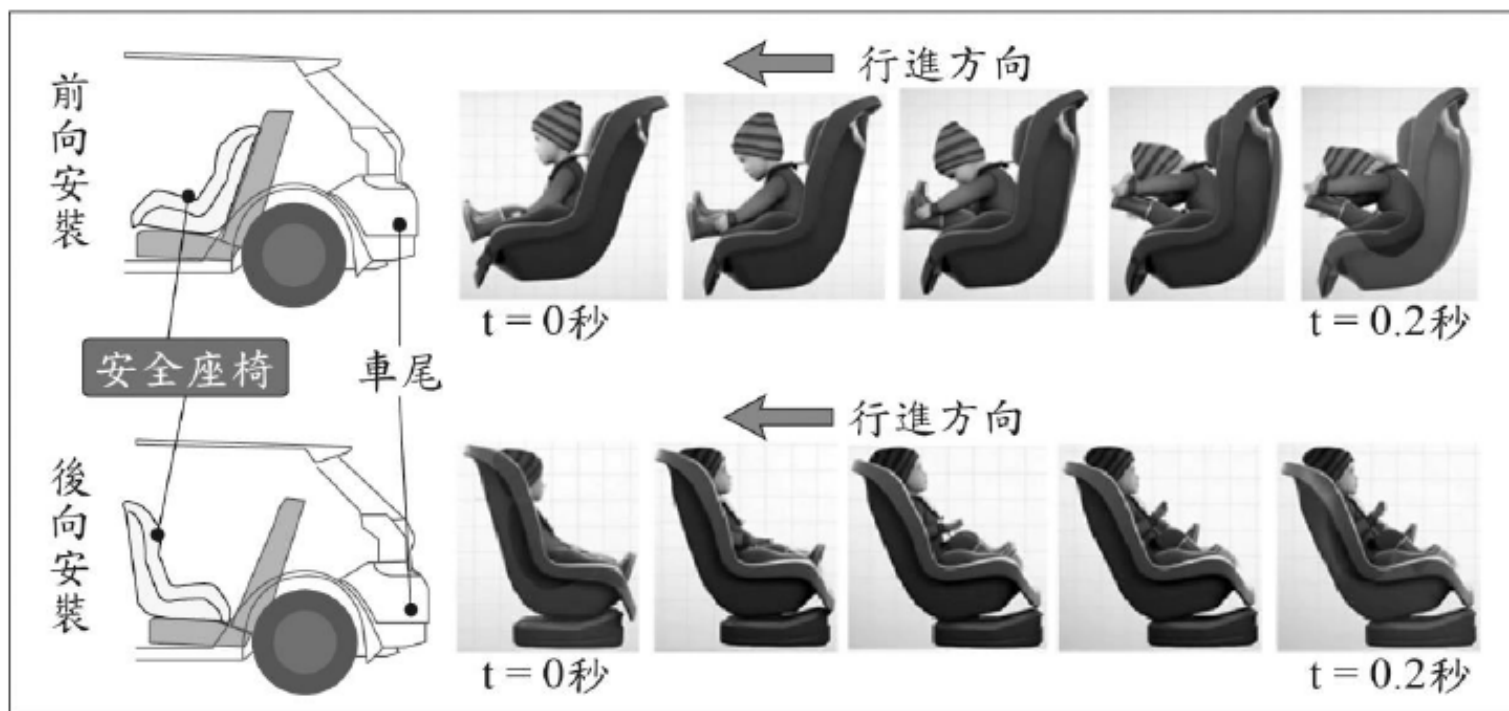 前向安裝
行進方向
t = 0秒
t = 0.2秒
安全座椅
車尾
後向安裝
行進方向
t = 0秒
t = 0.2秒